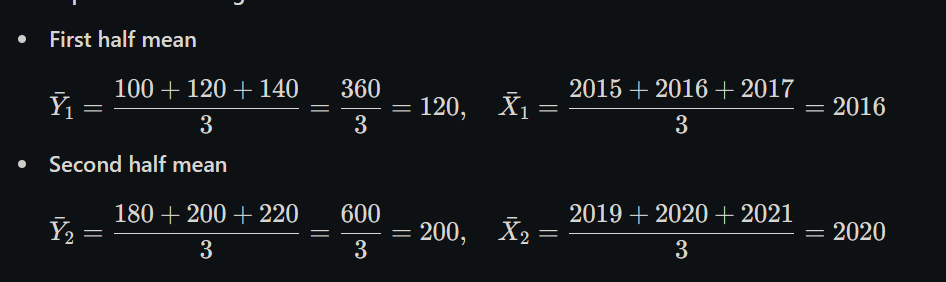 • First half mean
Ȳ₁ = (100 + 120 + 140)/3 = 360/3 = 120, X̄₁ = (2015 + 2016 + 2017)/3 = 2016
• Second half mean
Ȳ₂ = (180 + 200 + 220)/3 = 600/3 = 200, X̄₂ = (2019 + 2020 + 2021)/3 = 2020